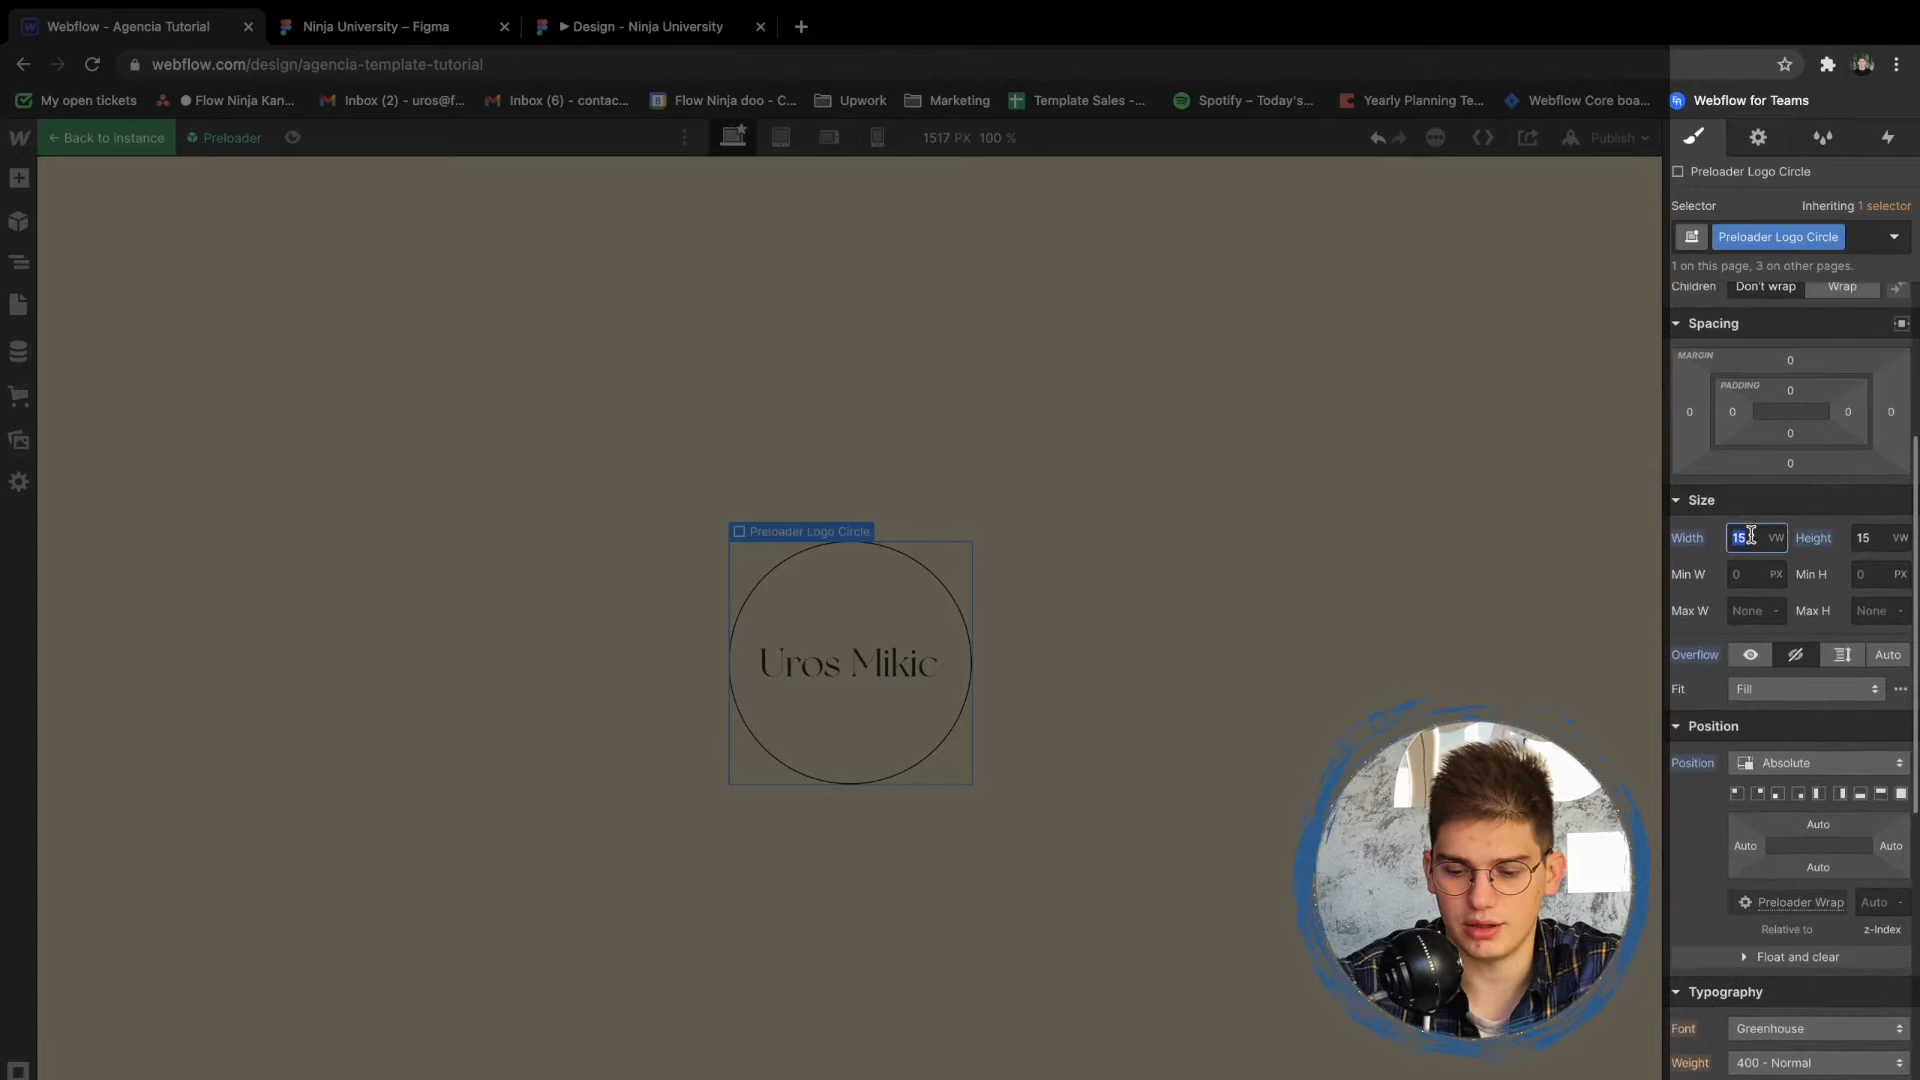 Webflow - Agencia Tutorial
Ninja University – Figma
Design - Ninja University
webflow.com/design/agencia-template-tutorial
My open tickets
Flow Ninja Kan...
Inbox (2) - uros@f...
Inbox (6) - contac...
Flow Ninja doo - C...
Upwork
Marketing
Template Sales -...
Spotify – Today's...
Yearly Planning Te...
Webflow Core boa...
Webflow for Teams
Back to instance
Preloader
1517 PX 100 %
Publish
Preloader Logo Circle
Selector
Inheriting 1 selector
Preloader Logo Circle
1 on this page, 3 on other pages.
Children
Don't wrap
Wrap
Spacing
MARGIN
0
PADDING
0
0 0 0 0
0
0
Size
Width
15 VW
Height
15 VW
Min W
0 PX
Min H
0 PX
Max W
None -
Max H
None -
Overflow
Auto
Fit
Fill
Position
Position
Absolute
Auto
Auto
Auto
Auto
Preloader Wrap
Auto -
Relative to
z-Index
Float and clear
Typography
Font
Greenhouse
Weight
400 - Normal
Preloader Logo Circle
Uros Mikic